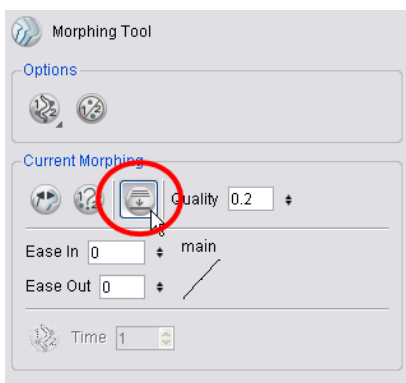 Morphing Tool
Options
Current Morphing
Quality 0.2
Ease In 0 main
Ease Out 0
Time 1